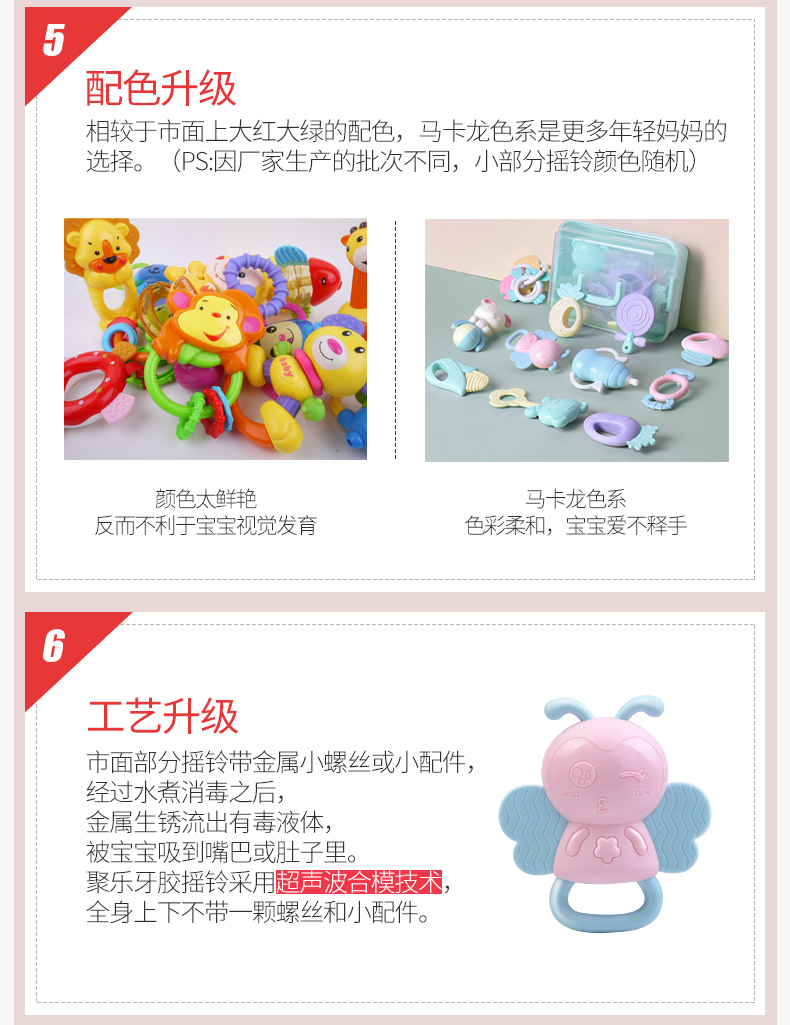 5
配色升级
相较于市面上大红大绿的配色，马卡龙色系是更多年轻妈妈的
选择。（PS:因厂家生产的批次不同，小部分摇铃颜色随机）
baby
颜色太鲜艳
反而不利于宝宝视觉发育
马卡龙色系
色彩柔和，宝宝爱不释手
6
工艺升级
市面部分摇铃带金属小螺丝或小配件，
经过水煮消毒之后，
金属生锈流出有毒液体，
被宝宝吸到嘴巴或肚子里。
聚乐牙胶摇铃采用超声波合模技术，
全身上下不带一颗螺丝和小配件。